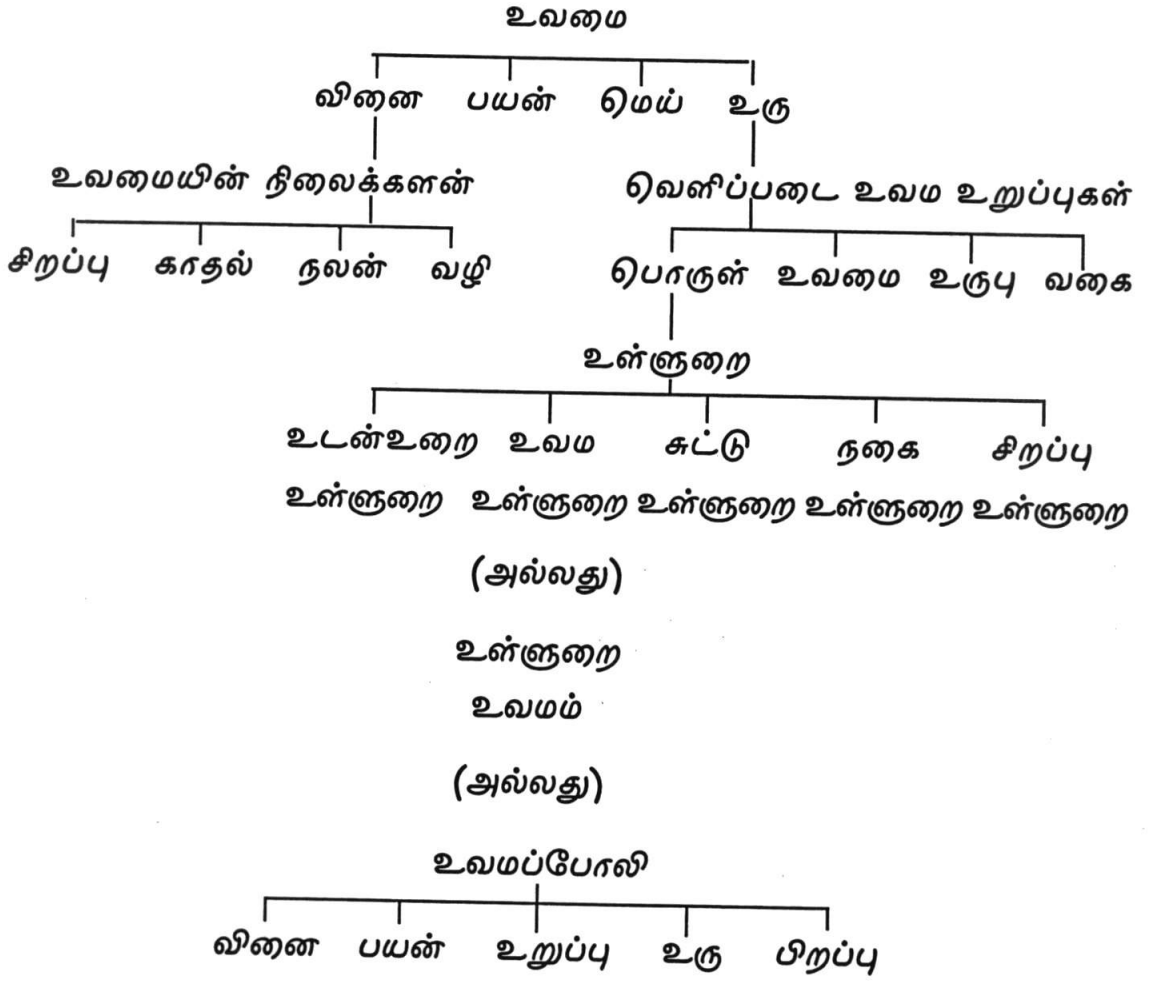 உவமை
வினை பயன் மெய் உரு
உவமையின் நிலைக்களன் வெளிப்படை உவம உறுப்புகள்
சிறப்பு காதல் நலன் வழி பொருள் உவமை உருபு வகை
உள்ளுறை
உடன்உறை உவம சுட்டு நகை சிறப்பு
உள்ளுறை உள்ளுறை உள்ளுறை உள்ளுறை உள்ளுறை
(அல்லது)
உள்ளுறை
உவமம்
(அல்லது)
உவமப்போலி
வினை பயன் உறுப்பு உரு பிறப்பு